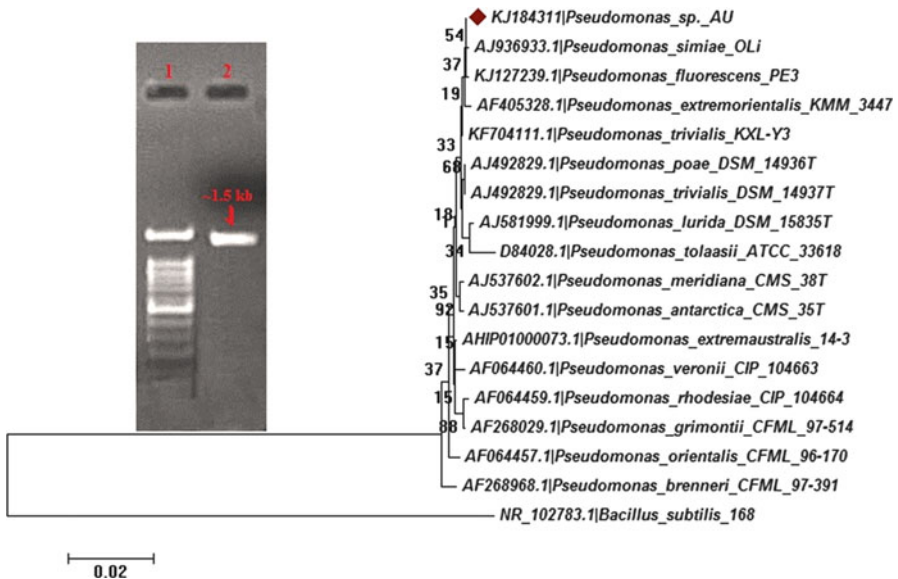 1 2
~1.5 kb
KJ184311|Pseudomonas_sp._AU
54
AJ936933.1|Pseudomonas_simiae_OLi
37
KJ127239.1|Pseudomonas_fluorescens_PE3
19
AF405328.1|Pseudomonas_extremorientalis_KMM_3447
KF704111.1|Pseudomonas_trivialis_KXL-Y3
33
AJ492829.1|Pseudomonas_poae_DSM_14936T
68
AJ492829.1|Pseudomonas_trivialis_DSM_14937T
18
AJ581999.1|Pseudomonas_lurida_DSM_15835T
34
D84028.1|Pseudomonas_tolaasii_ATCC_33618
AJ537602.1|Pseudomonas_meridiana_CMS_38T
35
92
AJ537601.1|Pseudomonas_antarctica_CMS_35T
15
AHIP01000073.1|Pseudomonas_extremaustralis_14-3
37
AF064460.1|Pseudomonas_veronii_CIP_104663
15
AF064459.1|Pseudomonas_rhodesiae_CIP_104664
88
AF268029.1|Pseudomonas_grimontii_CFML_97-514
AF064457.1|Pseudomonas_orientalis_CFML_96-170
AF268968.1|Pseudomonas_brenneri_CFML_97-391
NR_102783.1|Bacillus_subtilis_168
0.02